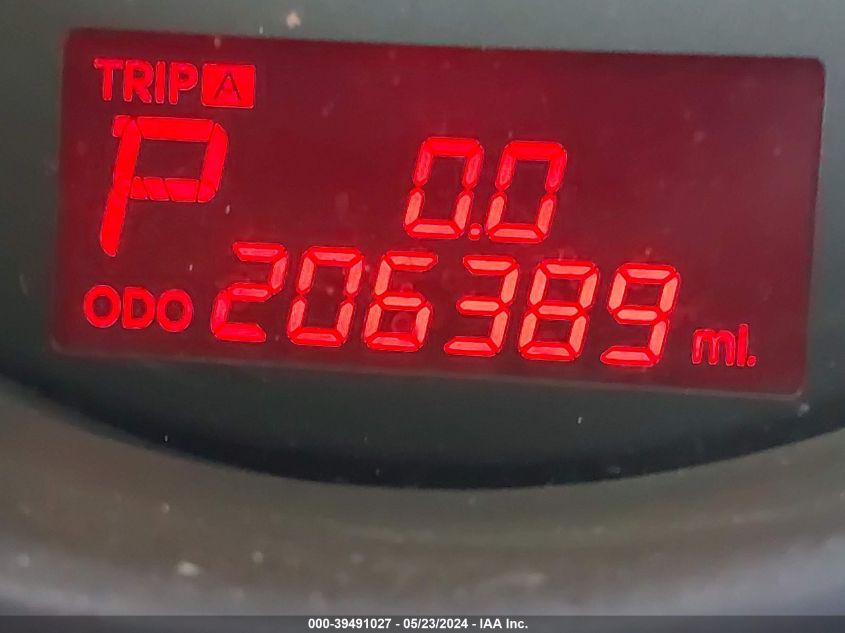 TRIP A
P 0.0
ODO 206389 mi.
000-39491027 - 05/23/2024 - IAA Inc.